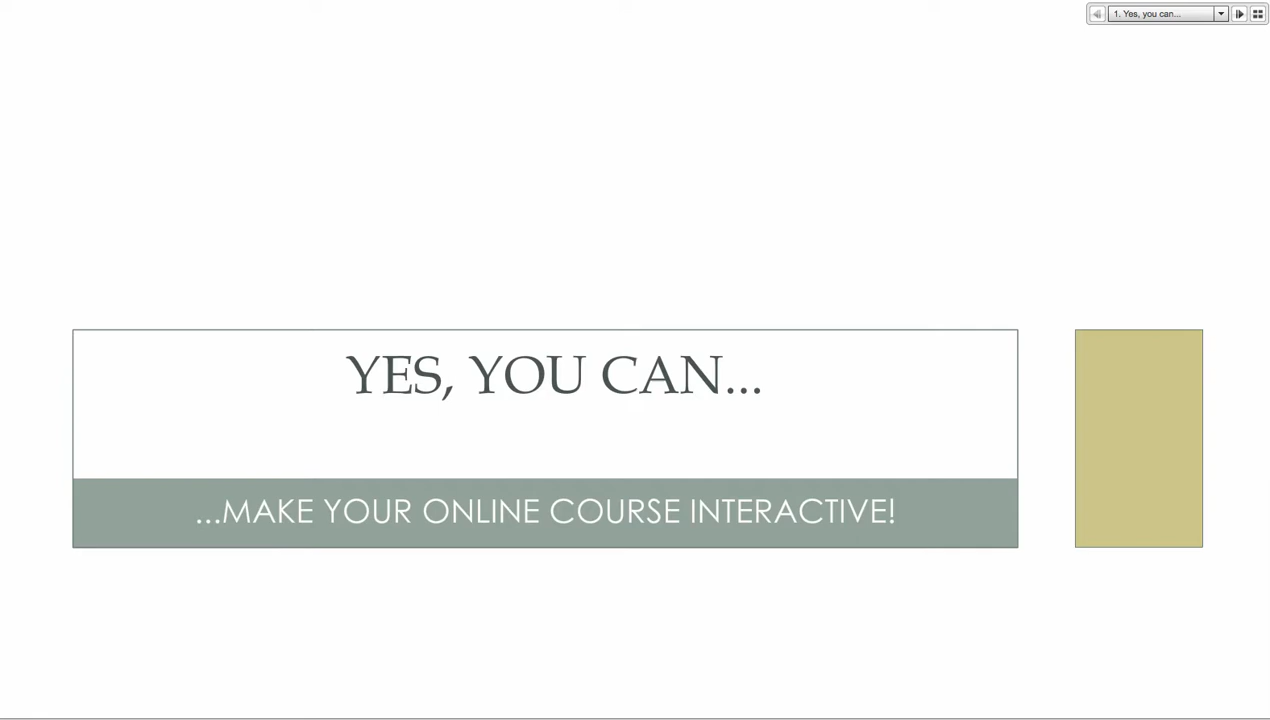 1. Yes, you can...
YES, YOU CAN...
...MAKE YOUR ONLINE COURSE INTERACTIVE!